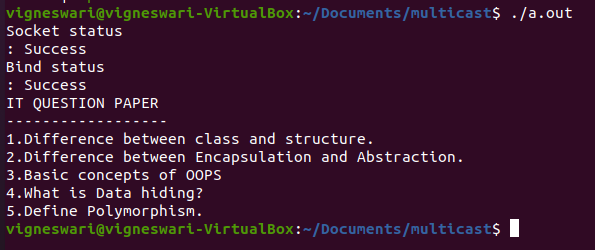 vigneswari@vigneswari-VirtualBox:~/Documents/multicast$ ./a.out
Socket status
: Success
Bind status
: Success
IT QUESTION PAPER
------------------
1.Difference between class and structure.
2.Difference between Encapsulation and Abstraction.
3.Basic concepts of OOPS
4.What is Data hiding?
5.Define Polymorphism.
vigneswari@vigneswari-VirtualBox:~/Documents/multicast$